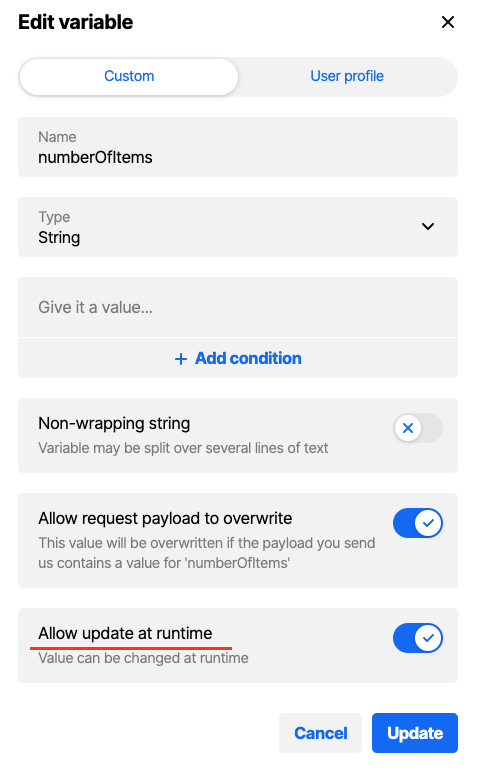 Edit variable
Custom
User profile
Name
numberOfItems
Type
String
Give it a value...
+ Add condition
Non-wrapping string
Variable may be split over several lines of text
Allow request payload to overwrite
This value will be overwritten if the payload you send
us contains a value for 'numberOfItems'
Allow update at runtime
Value can be changed at runtime
Cancel
Update